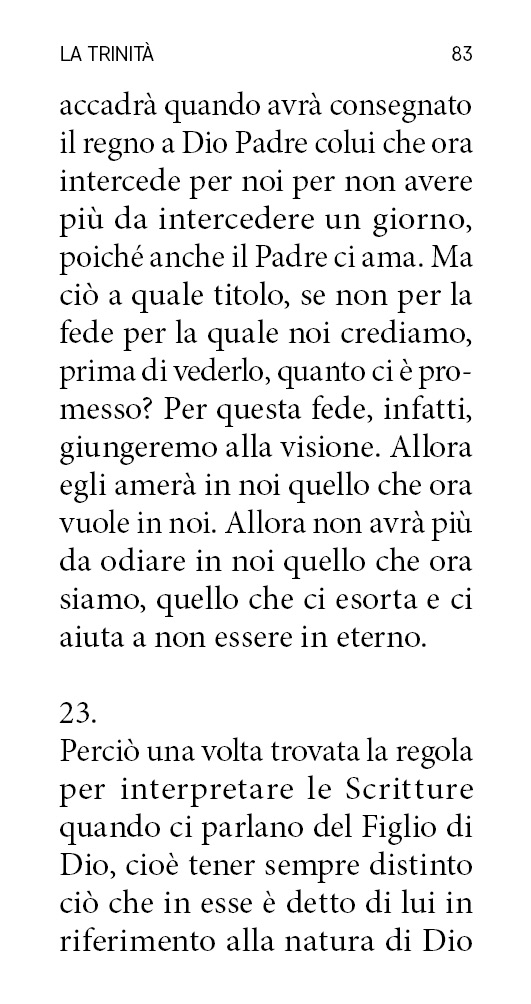 LA TRINITÀ 83
accadrà quando avrà consegnato
il regno a Dio Padre colui che ora
intercede per noi per non avere
più da intercedere un giorno,
poiché anche il Padre ci ama. Ma
ciò a quale titolo, se non per la
fede per la quale noi crediamo,
prima di vederlo, quanto ci è pro-
messo? Per questa fede, infatti,
giungeremo alla visione. Allora
egli amerà in noi quello che ora
vuole in noi. Allora non avrà più
da odiare in noi quello che ora
siamo, quello che ci esorta e ci
aiuta a non essere in eterno.
23.
Perciò una volta trovata la regola
per interpretare le Scritture
quando ci parlano del Figlio di
Dio, cioè tener sempre distinto
ciò che in esse è detto di lui in
riferimento alla natura di Dio